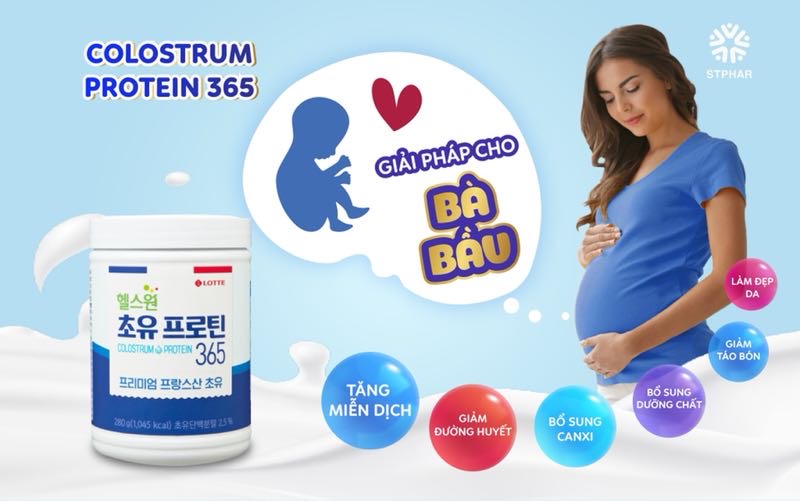 COLOSTRUM
PROTEIN 365
STPHAR
GIẢI PHÁP CHO
BÀ
BẦU
LOTTE
헬스원
초유 프로틴
COLOSTRUM PROTEIN 365
프리미엄 프랑스산 초유
280 g(1,045 kcal) 초유단백분말 2.5 %
TĂNG
MIỄN DỊCH
GIẢM
ĐƯỜNG HUYẾT
BỔ SUNG
CANXI
BỔ SUNG
DƯỠNG CHẤT
GIẢM
TÁO BÓN
LÀM ĐẸP
DA